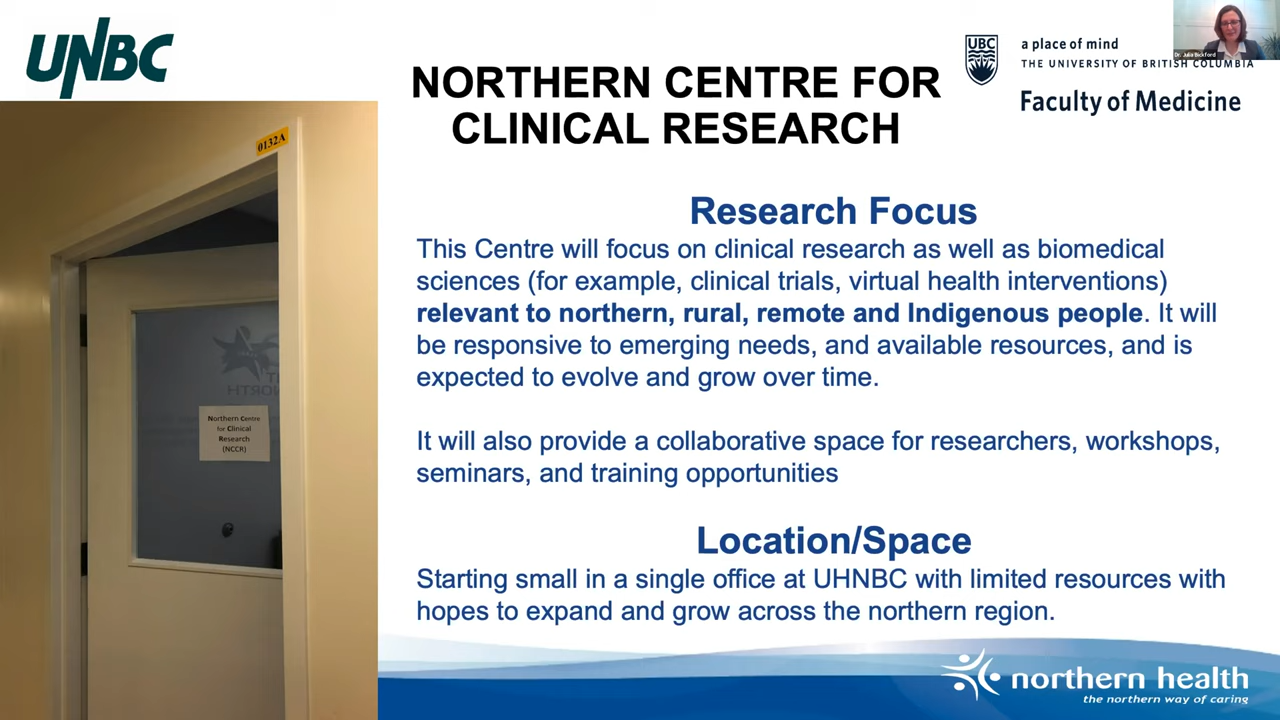 UNBC
NORTHERN CENTRE FOR
CLINICAL RESEARCH
UBC
a place of mind
THE UNIVERSITY OF BRITISH COLUMBIA
Faculty of Medicine
Dr. Julia Bickford
0132A
Northern Centre
for Clinical
Research
(NCCR)
Research Focus
This Centre will focus on clinical research as well as biomedical
sciences (for example, clinical trials, virtual health interventions)
relevant to northern, rural, remote and Indigenous people. It will
be responsive to emerging needs, and available resources, and is
expected to evolve and grow over time.
It will also provide a collaborative space for researchers, workshops,
seminars, and training opportunities
Location/Space
Starting small in a single office at UHNBC with limited resources with
hopes to expand and grow across the northern region.
northern health
the northern way of caring